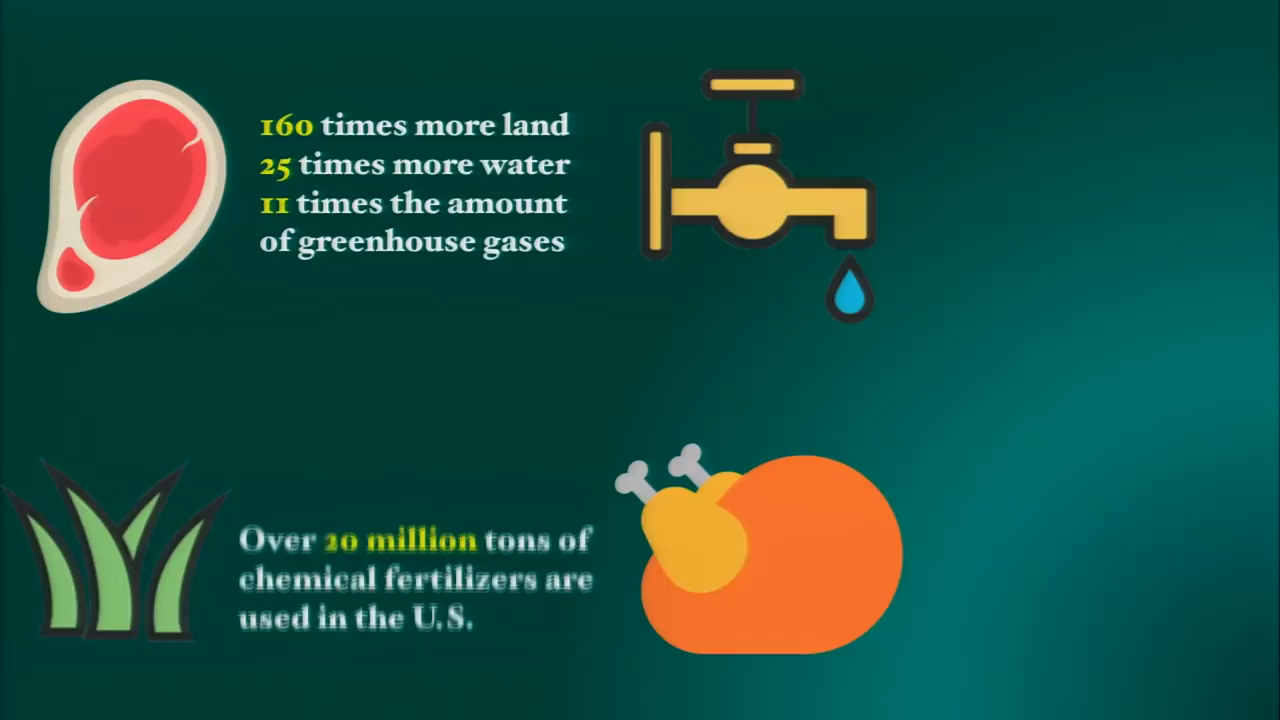 160 times more land
25 times more water
11 times the amount
of greenhouse gases
Over 20 million tons of
chemical fertilizers are
used in the U.S.